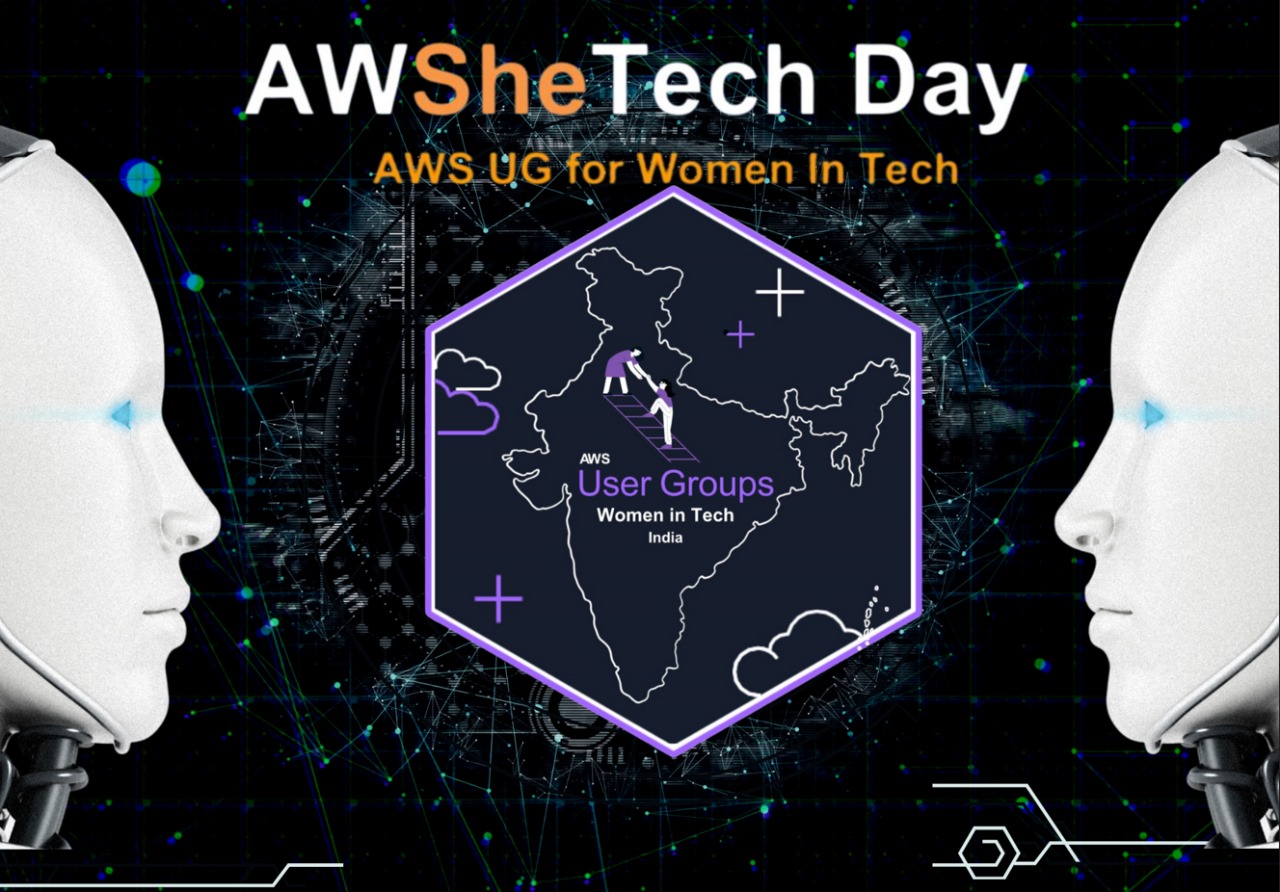 AWSheTech Day
AWS UG for Women In Tech
AWS
User Groups
Women in Tech
India